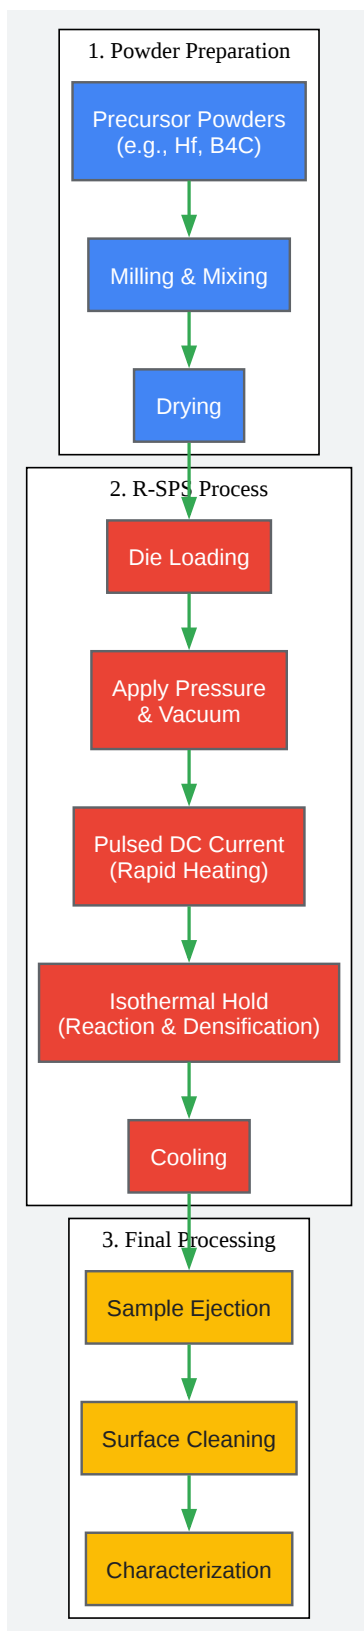 1. Powder Preparation
Precursor Powders
(e.g., Hf, B4C)
Milling & Mixing
Drying
2. R-SPS Process
Die Loading
Apply Pressure
& Vacuum
Pulsed DC Current
(Rapid Heating)
Isothermal Hold
(Reaction & Densification)
Cooling
3. Final Processing
Sample Ejection
Surface Cleaning
Characterization